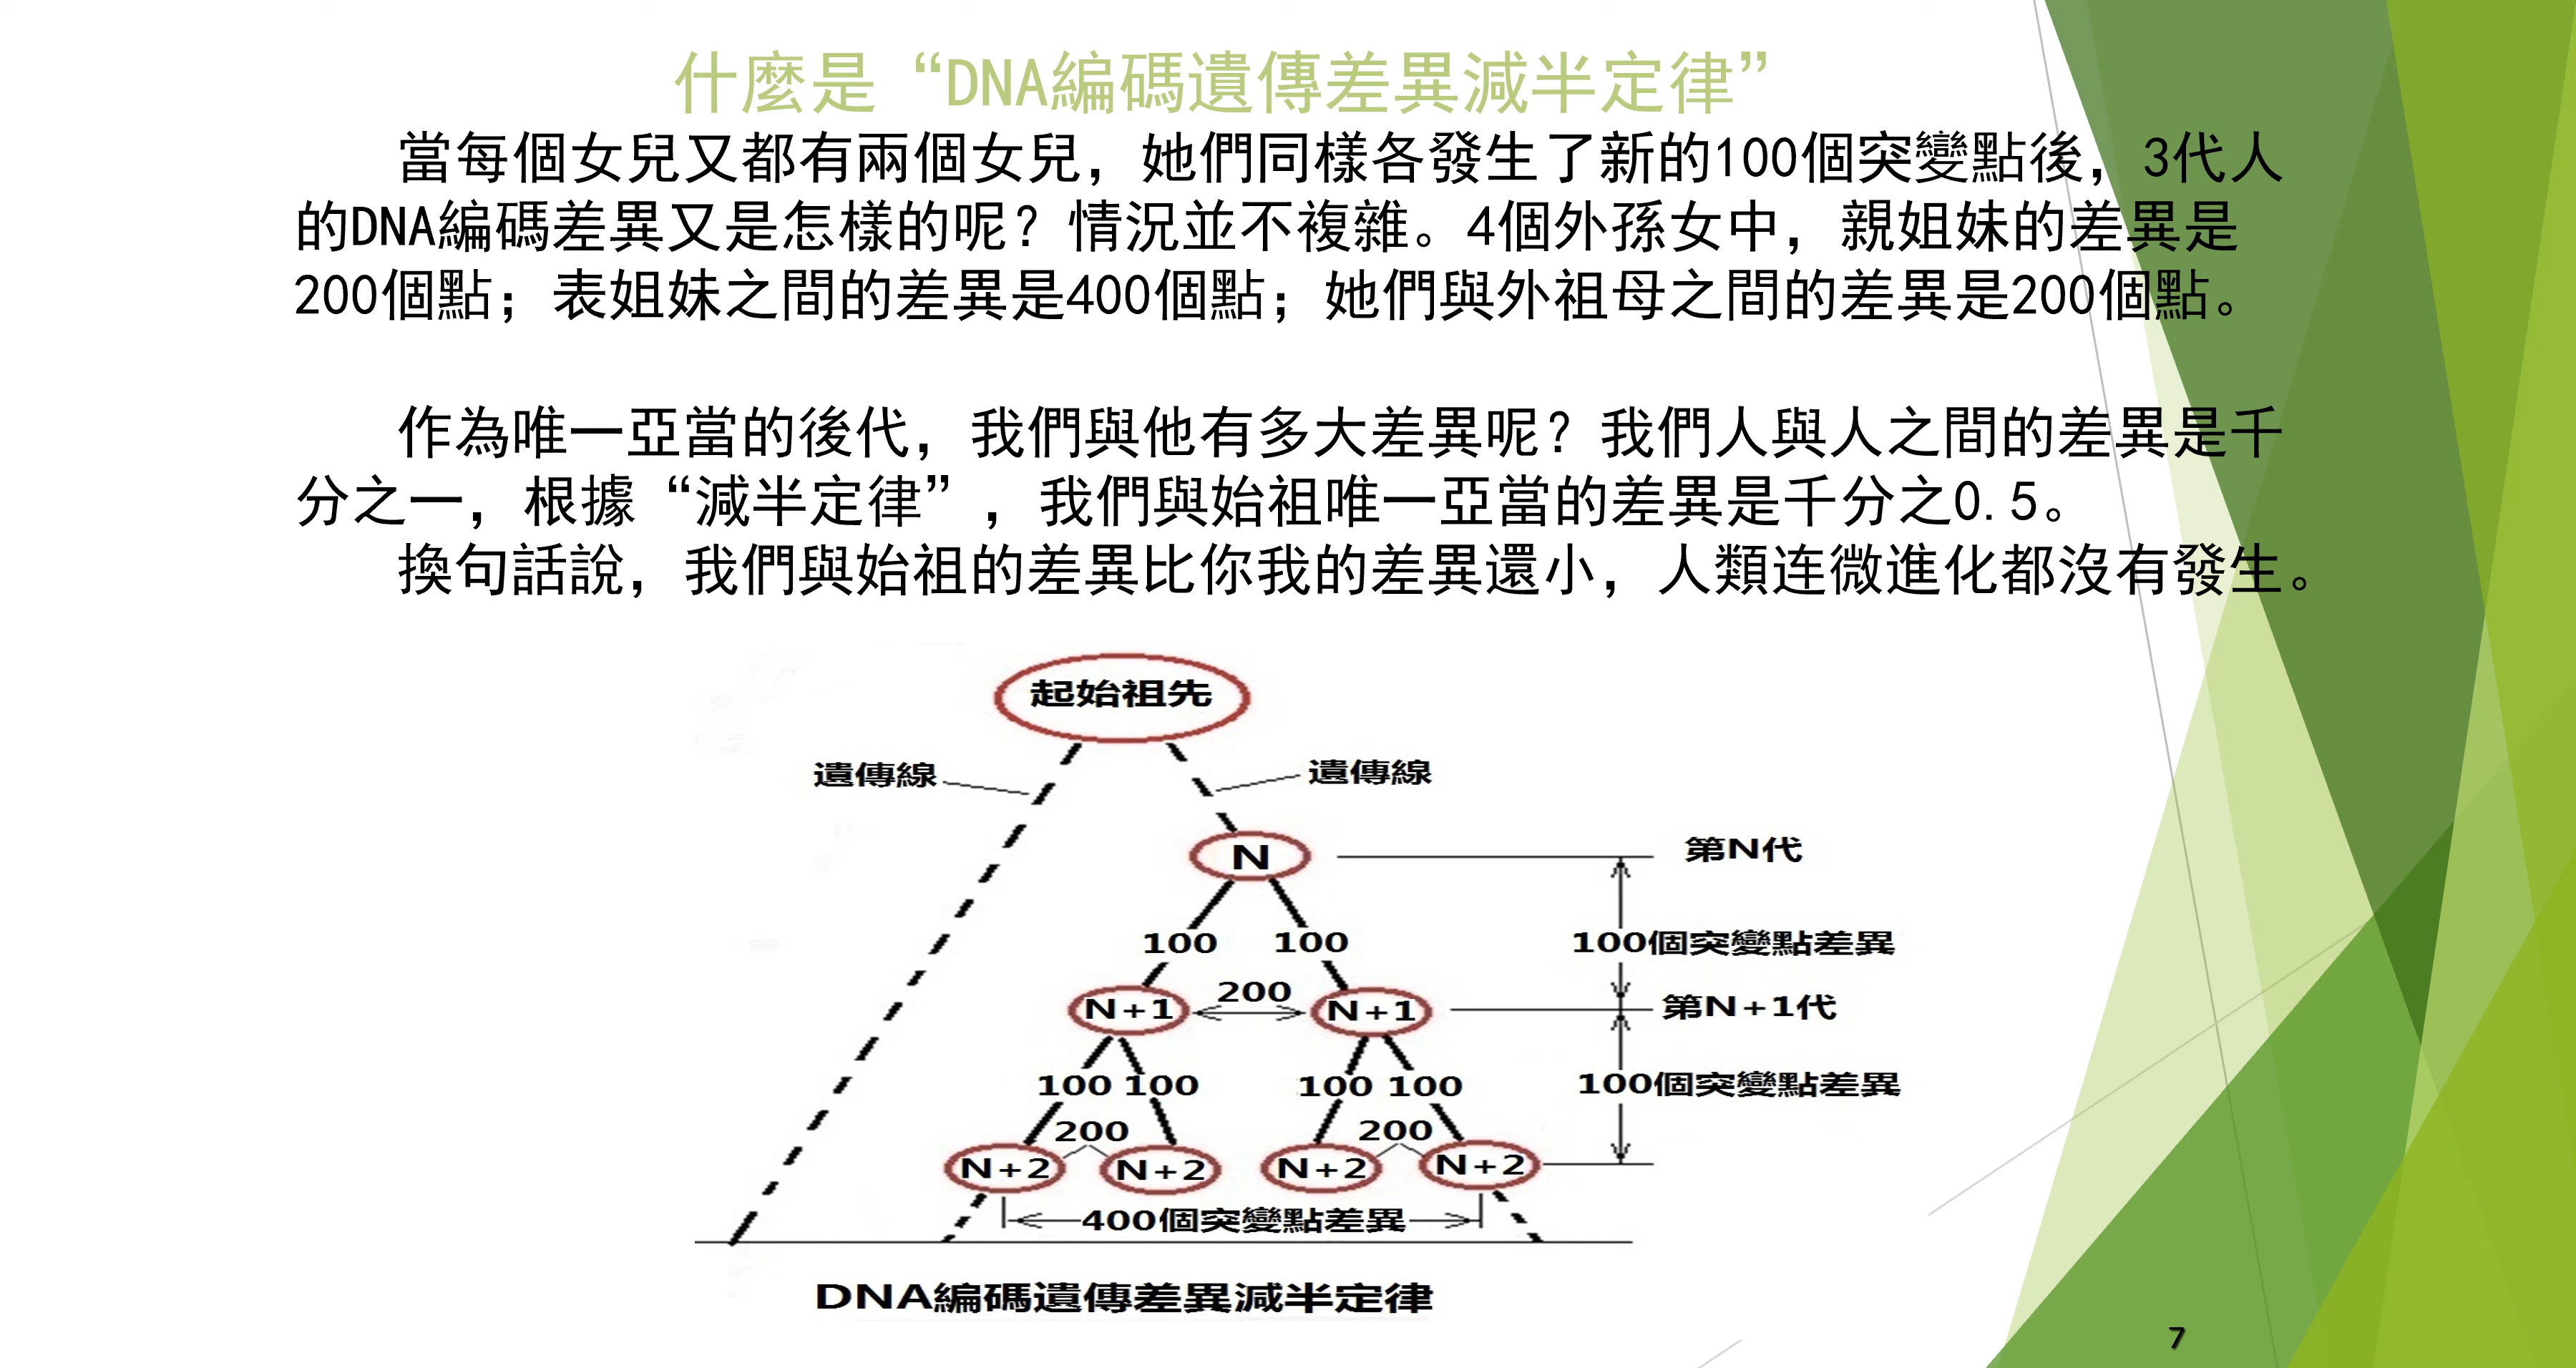 什麼是“DNA編碼遺傳差異減半定律”
當每個女兒又都有兩個女兒，她們同樣各發生了新的100個突變點後，3代人
的DNA編碼差異又是怎樣的呢？情況並不複雜。4個外孫女中，親姐妹的差異是
200個點；表姐妹之間的差異是400個點；她們與外祖母之間的差異是200個點。
作為唯一亞當的後代，我們與他有多大差異呢？我們人與人之間的差異是千
分之一，根據“減半定律”，我們與始祖唯一亞當的差異是千分之0.5。
換句話說，我們與始祖的差異比你我的差異還小，人類连微進化都沒有發生。
起始祖先
遺傳線
遺傳線
N
第N代
100
100
100個突變點差異
N+1
200
N+1
第N+1代
100
100
100
100
100個突變點差異
200
200
N+2
N+2
N+2
N+2
400個突變點差異
DNA編碼遺傳差異減半定律
7